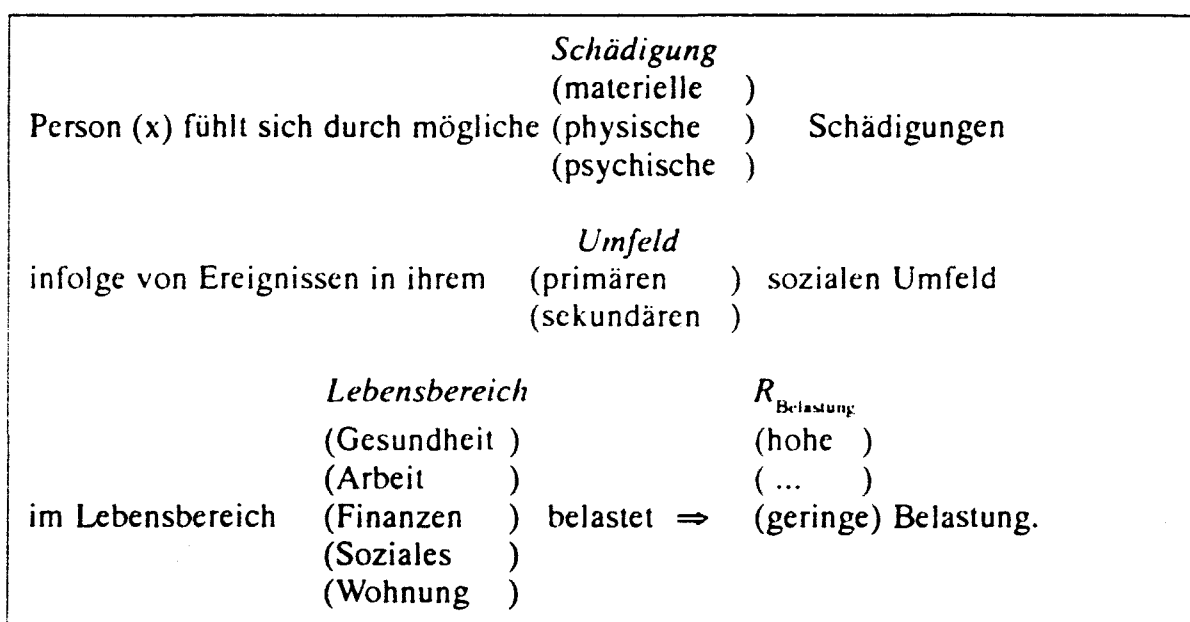 Schädigung
(materielle )
Person (x) fühlt sich durch mögliche (physische ) Schädigungen
(psychische )
Umfeld
infolge von Ereignissen in ihrem (primären ) sozialen Umfeld
(sekundären )
Lebensbereich R Belastung
(Gesundheit ) (hohe )
(Arbeit ) ( ... )
im Lebensbereich (Finanzen ) belastet ⇒ (geringe) Belastung.
(Soziales )
(Wohnung )